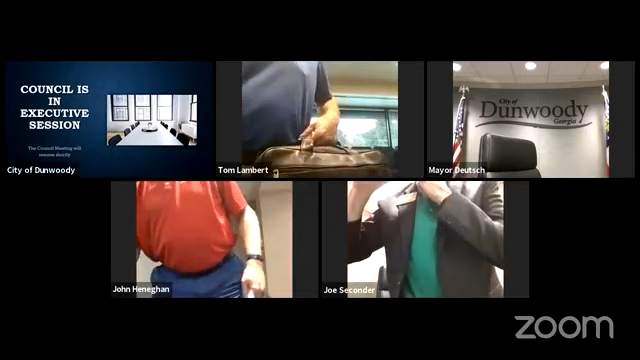 COUNCIL IS
IN
EXECUTIVE
SESSION
The Council Meeting will
resume shortly
City of Dunwoody
Tom Lambert
City of
Dunwoody
Georgia
Mayor Deutsch
John Heneghan
Joe Seconder
zoom